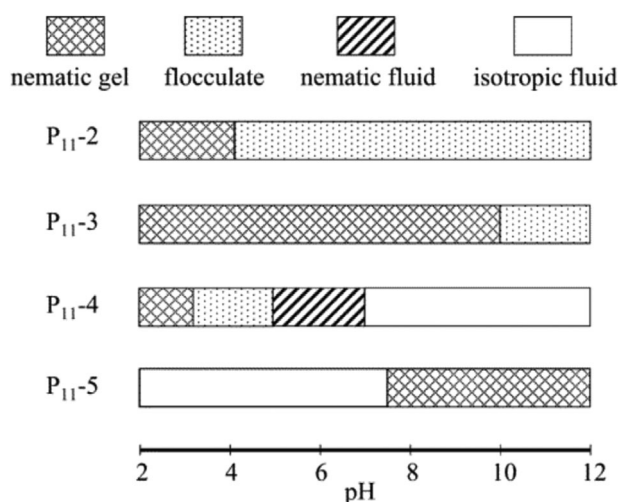 nematic gel flocculate nematic fluid isotropic fluid
P₁₁-2
P₁₁-3
P₁₁-4
P₁₁-5
2 4 6 8 10 12
pH